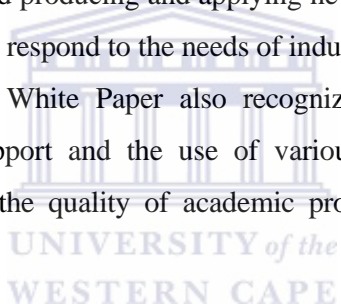 producing and applying
respond to the needs of indu
White Paper also recogniz
pport and the use of variou
the quality of academic pro
UNIVERSITY of the
WESTERN CAPE